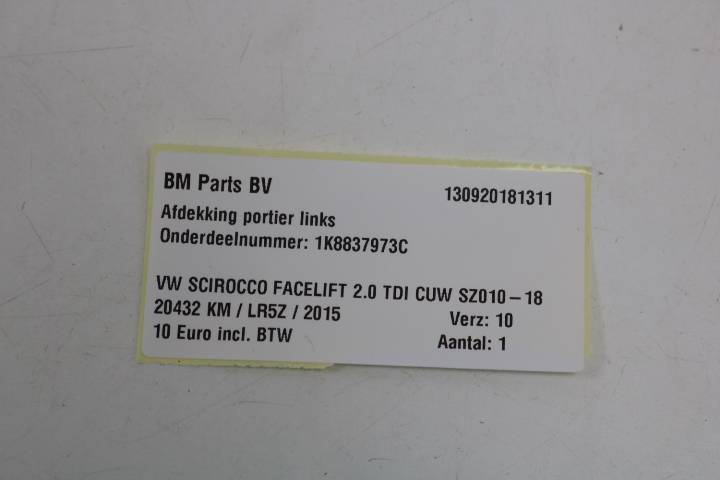 BM Parts BV 130920181311
Afdekking portier links
Onderdeelnummer: 1K8837973C
VW SCIROCCO FACELIFT 2.0 TDI CUW SZ010-18
20432 KM / LR5Z / 2015 Verz: 10
10 Euro incl. BTW Aantal: 1